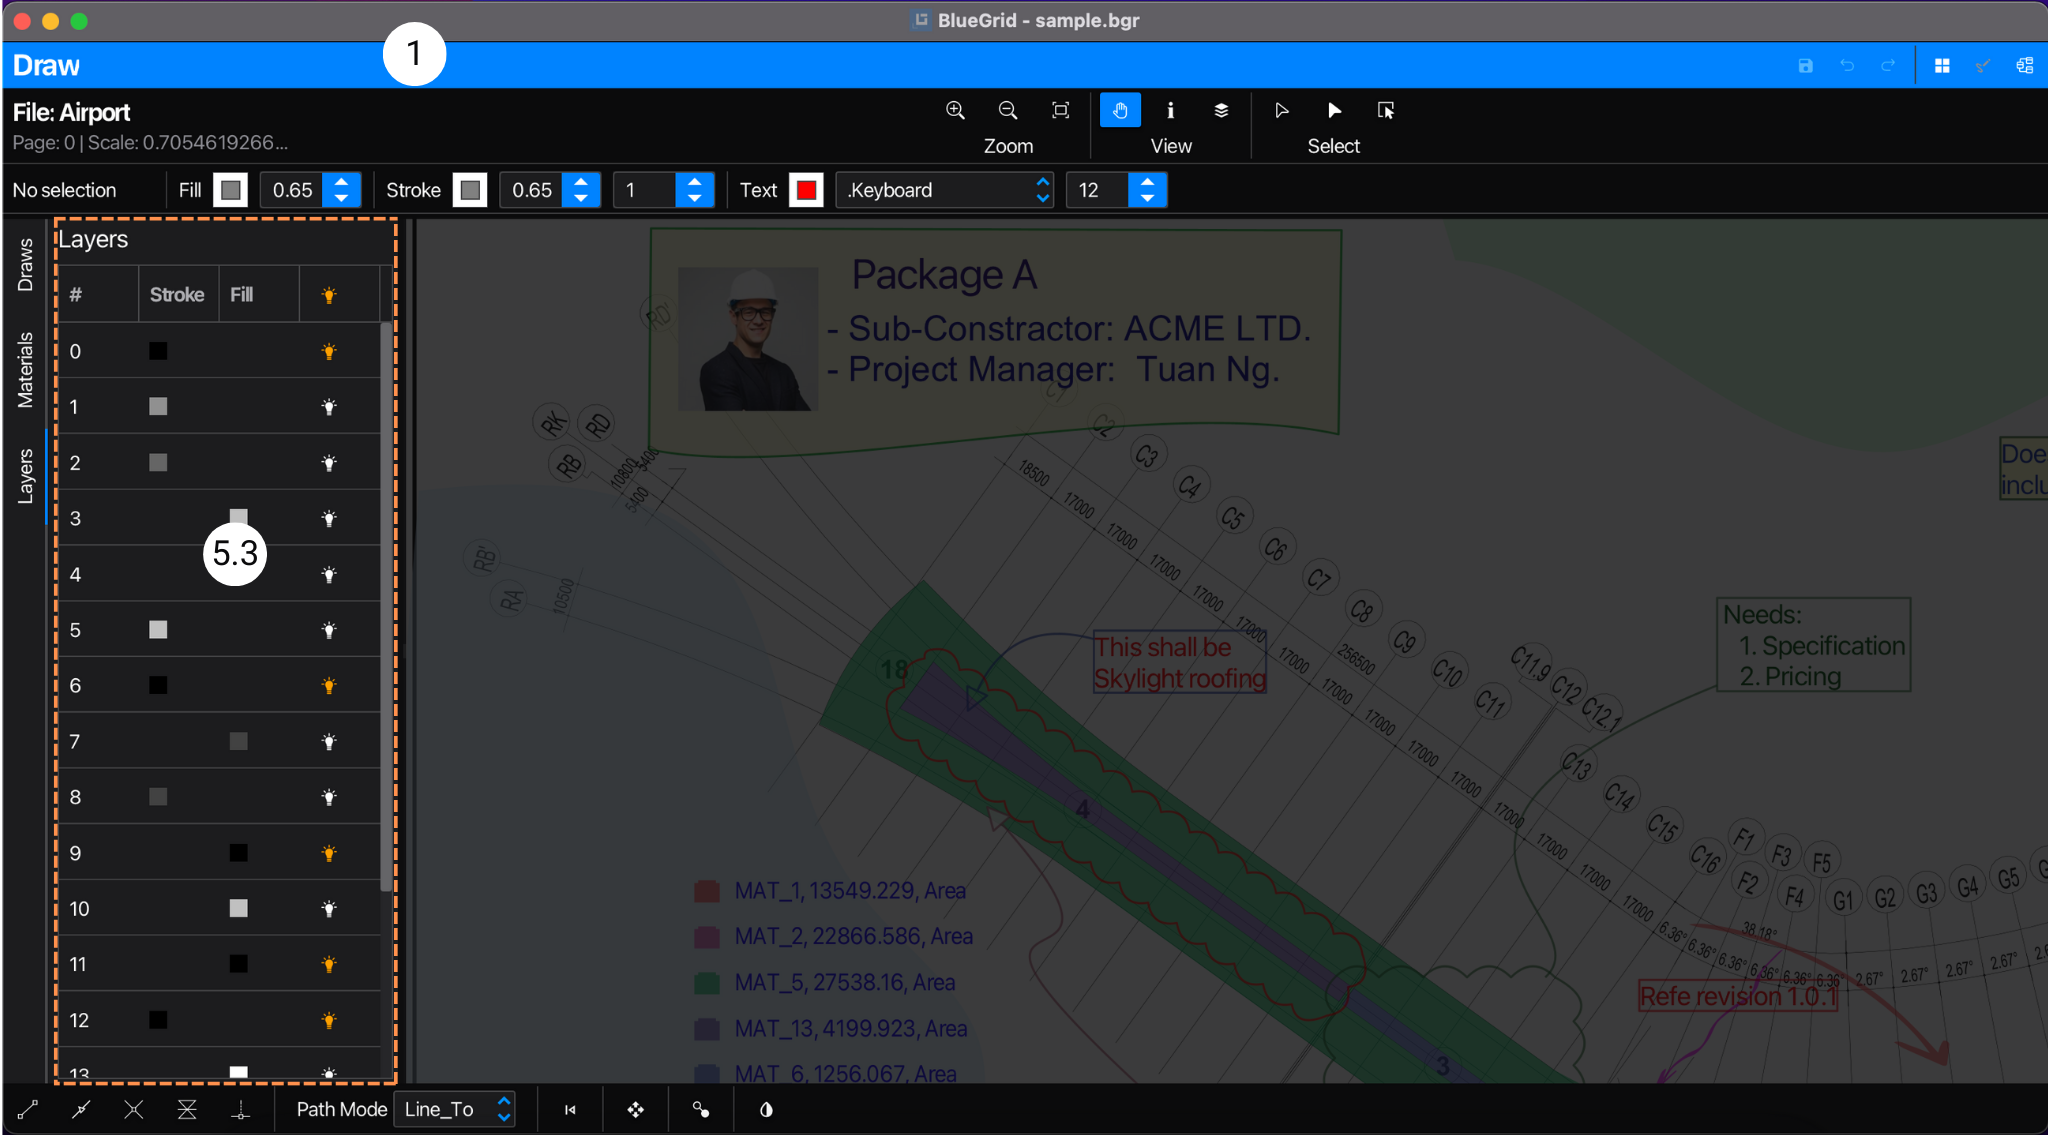 BlueGrid - sample.bgr
1
Draw
File: Airport
Page: 0 | Scale: 0.7054619266...
Zoom
View
Select
No selection
Fill
0.65
Stroke
0.65
1
Text
.Keyboard
12
Draws
Materials
Layers
Layers
# Stroke Fill
0
1
2
3
5.3
4
5
6
7
8
9
10
11
12
13
Package A
- Sub-Constractor: ACME LTD.
- Project Manager: Tuan Ng.
RD'
RK
RD
RB
10800
5400
5400
RB'
RA
10500
C1
C2
C3
C4
C5
C6
C7
C8
C9
C10
C11
C11.9
C12
C12.1
C13
C14
C15
C16
F1
F2
F3
F4
F5
G1
G2
G3
G4
G5
18500
17000
17000
17000
17000
17000
17000
256500
17000
17000
17000
17000
17000
17000
17000
17000
17000
38.18°
6.36°
6.36°
6.36°
6.36°
6.36°
6.36°
2.67°
2.67°
2.67°
2.67°
Doe
inclu
Needs:
1. Specification
2. Pricing
This shall be
Skylight roofing
18
4
3
Refe revision 1.0.1
MAT_1, 13549.229, Area
MAT_2, 22866.586, Area
MAT_5, 27538.16, Area
MAT_13, 4199.923, Area
MAT_6, 1256.067, Area
Path Mode
Line_To